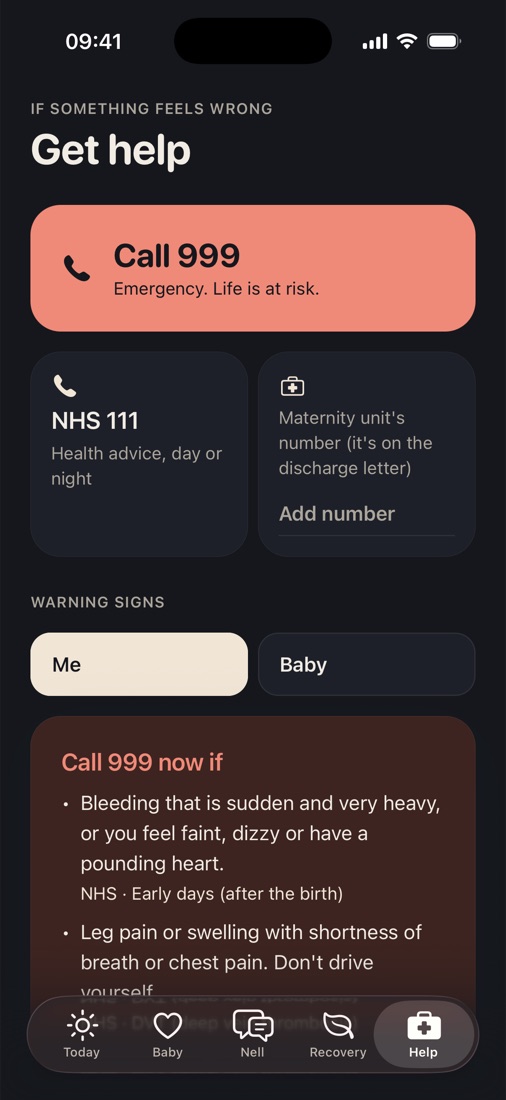 09:41
IF SOMETHING FEELS WRONG
Get help
Call 999
Emergency. Life is at risk.
NHS 111
Health advice, day or
night
Maternity unit's
number (it's on the
discharge letter)
Add number
WARNING SIGNS
Me
Baby
Call 999 now if
• Bleeding that is sudden and very heavy,
or you feel faint, dizzy or have a
pounding heart.
NHS · Early days (after the birth)
• Leg pain or swelling with shortness of
breath or chest pain. Don't drive
yourself.
Today
Baby
Nell
Recovery
Help